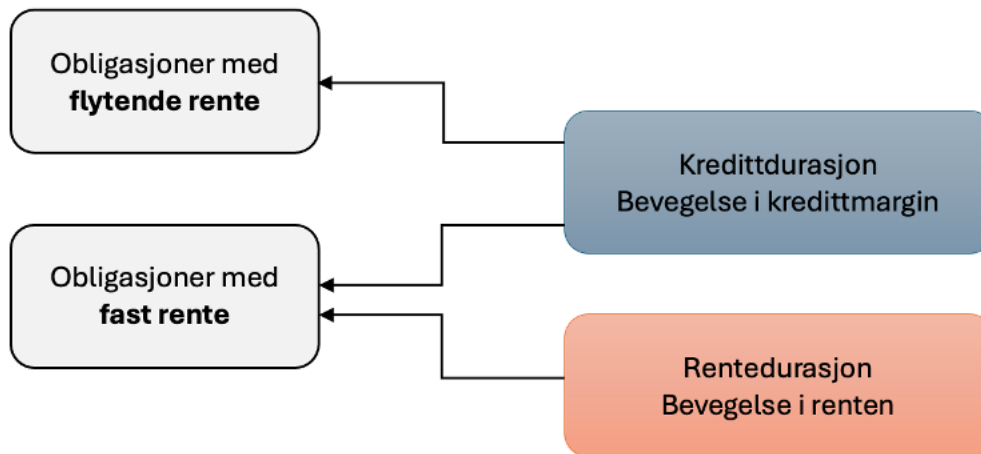 Obligasjoner med
flytende rente
Kredittdurasjon
Bevegelse i kredittmargin
Obligasjoner med
fast rente
Rentedurasjon
Bevegelse i renten